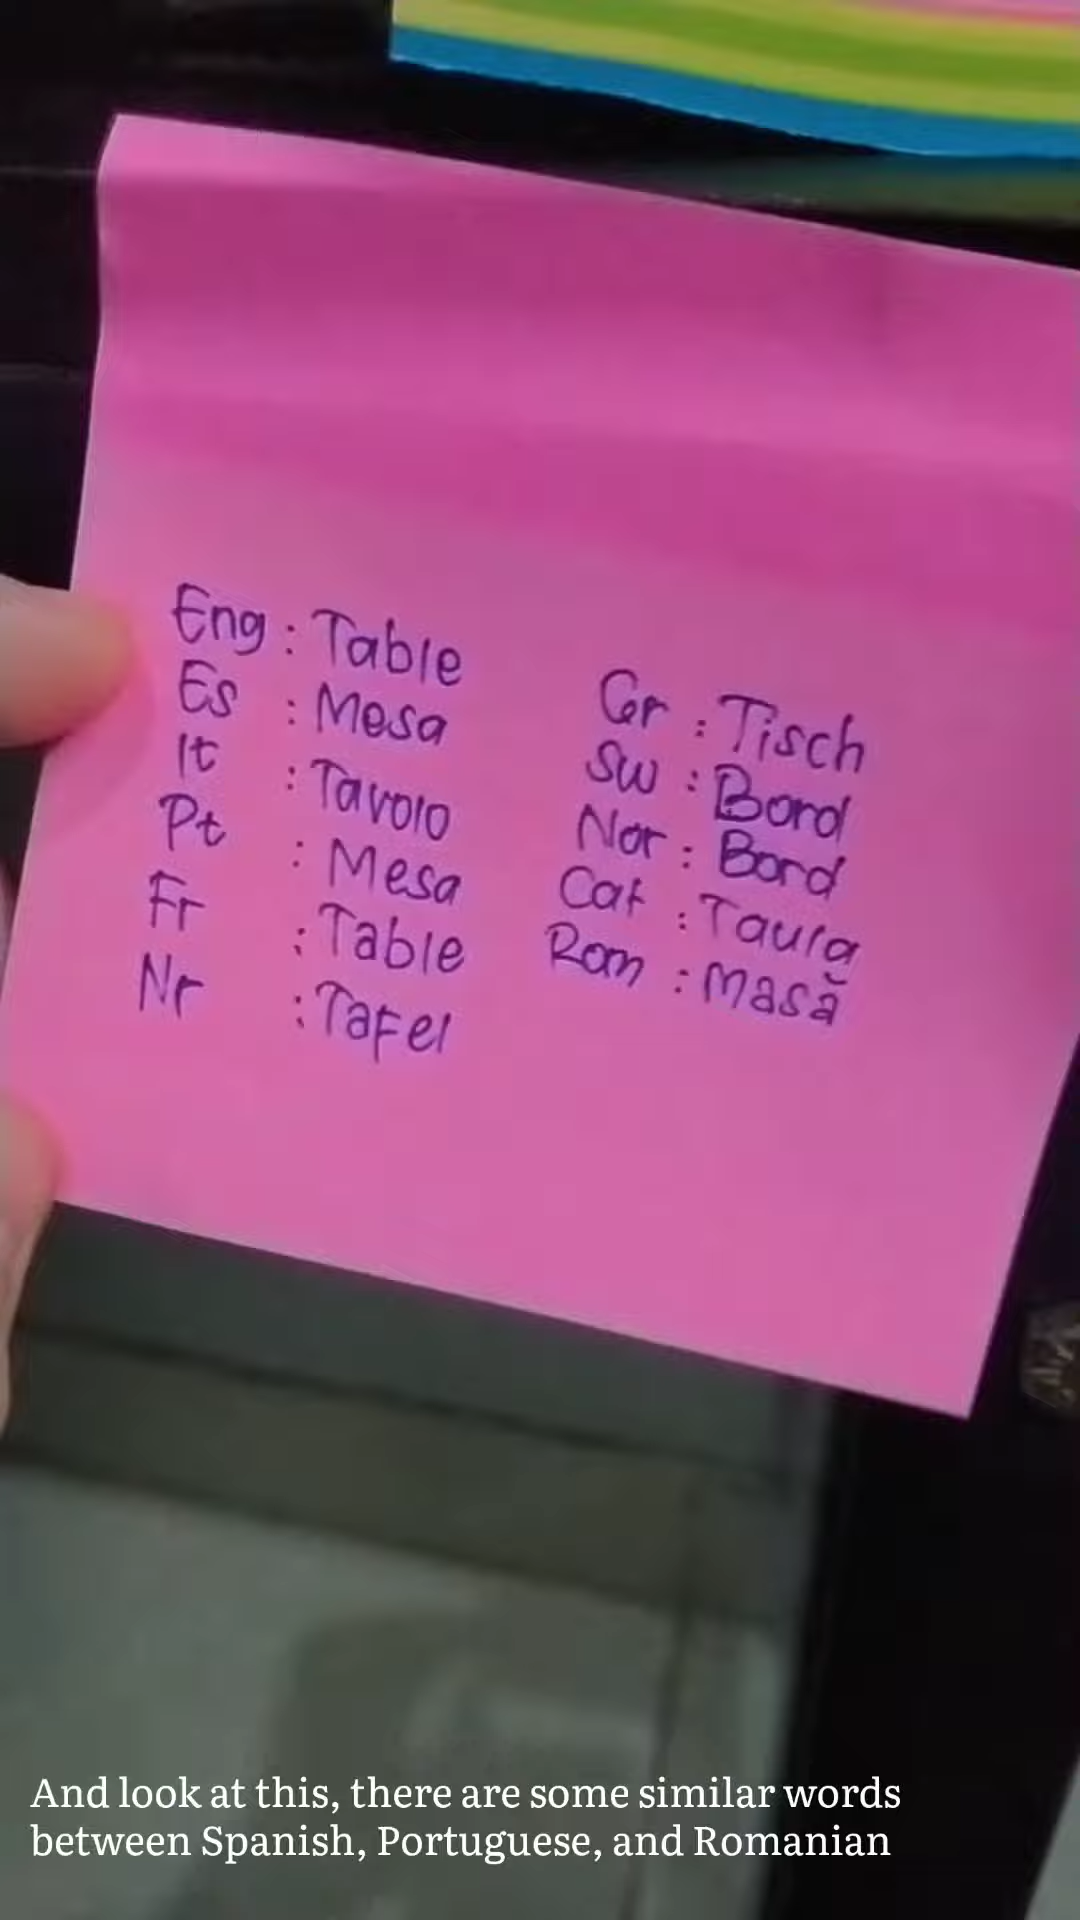 Eng : Table
Es : Mesa
It : Tavolo
Pt : Mesa
Fr : Table
Nr : Tafel
Gr : Tisch
Sw : Bord
Nor : Bord
Cat : Taula
Rom : Masă
And look at this, there are some similar words
between Spanish, Portuguese, and Romanian